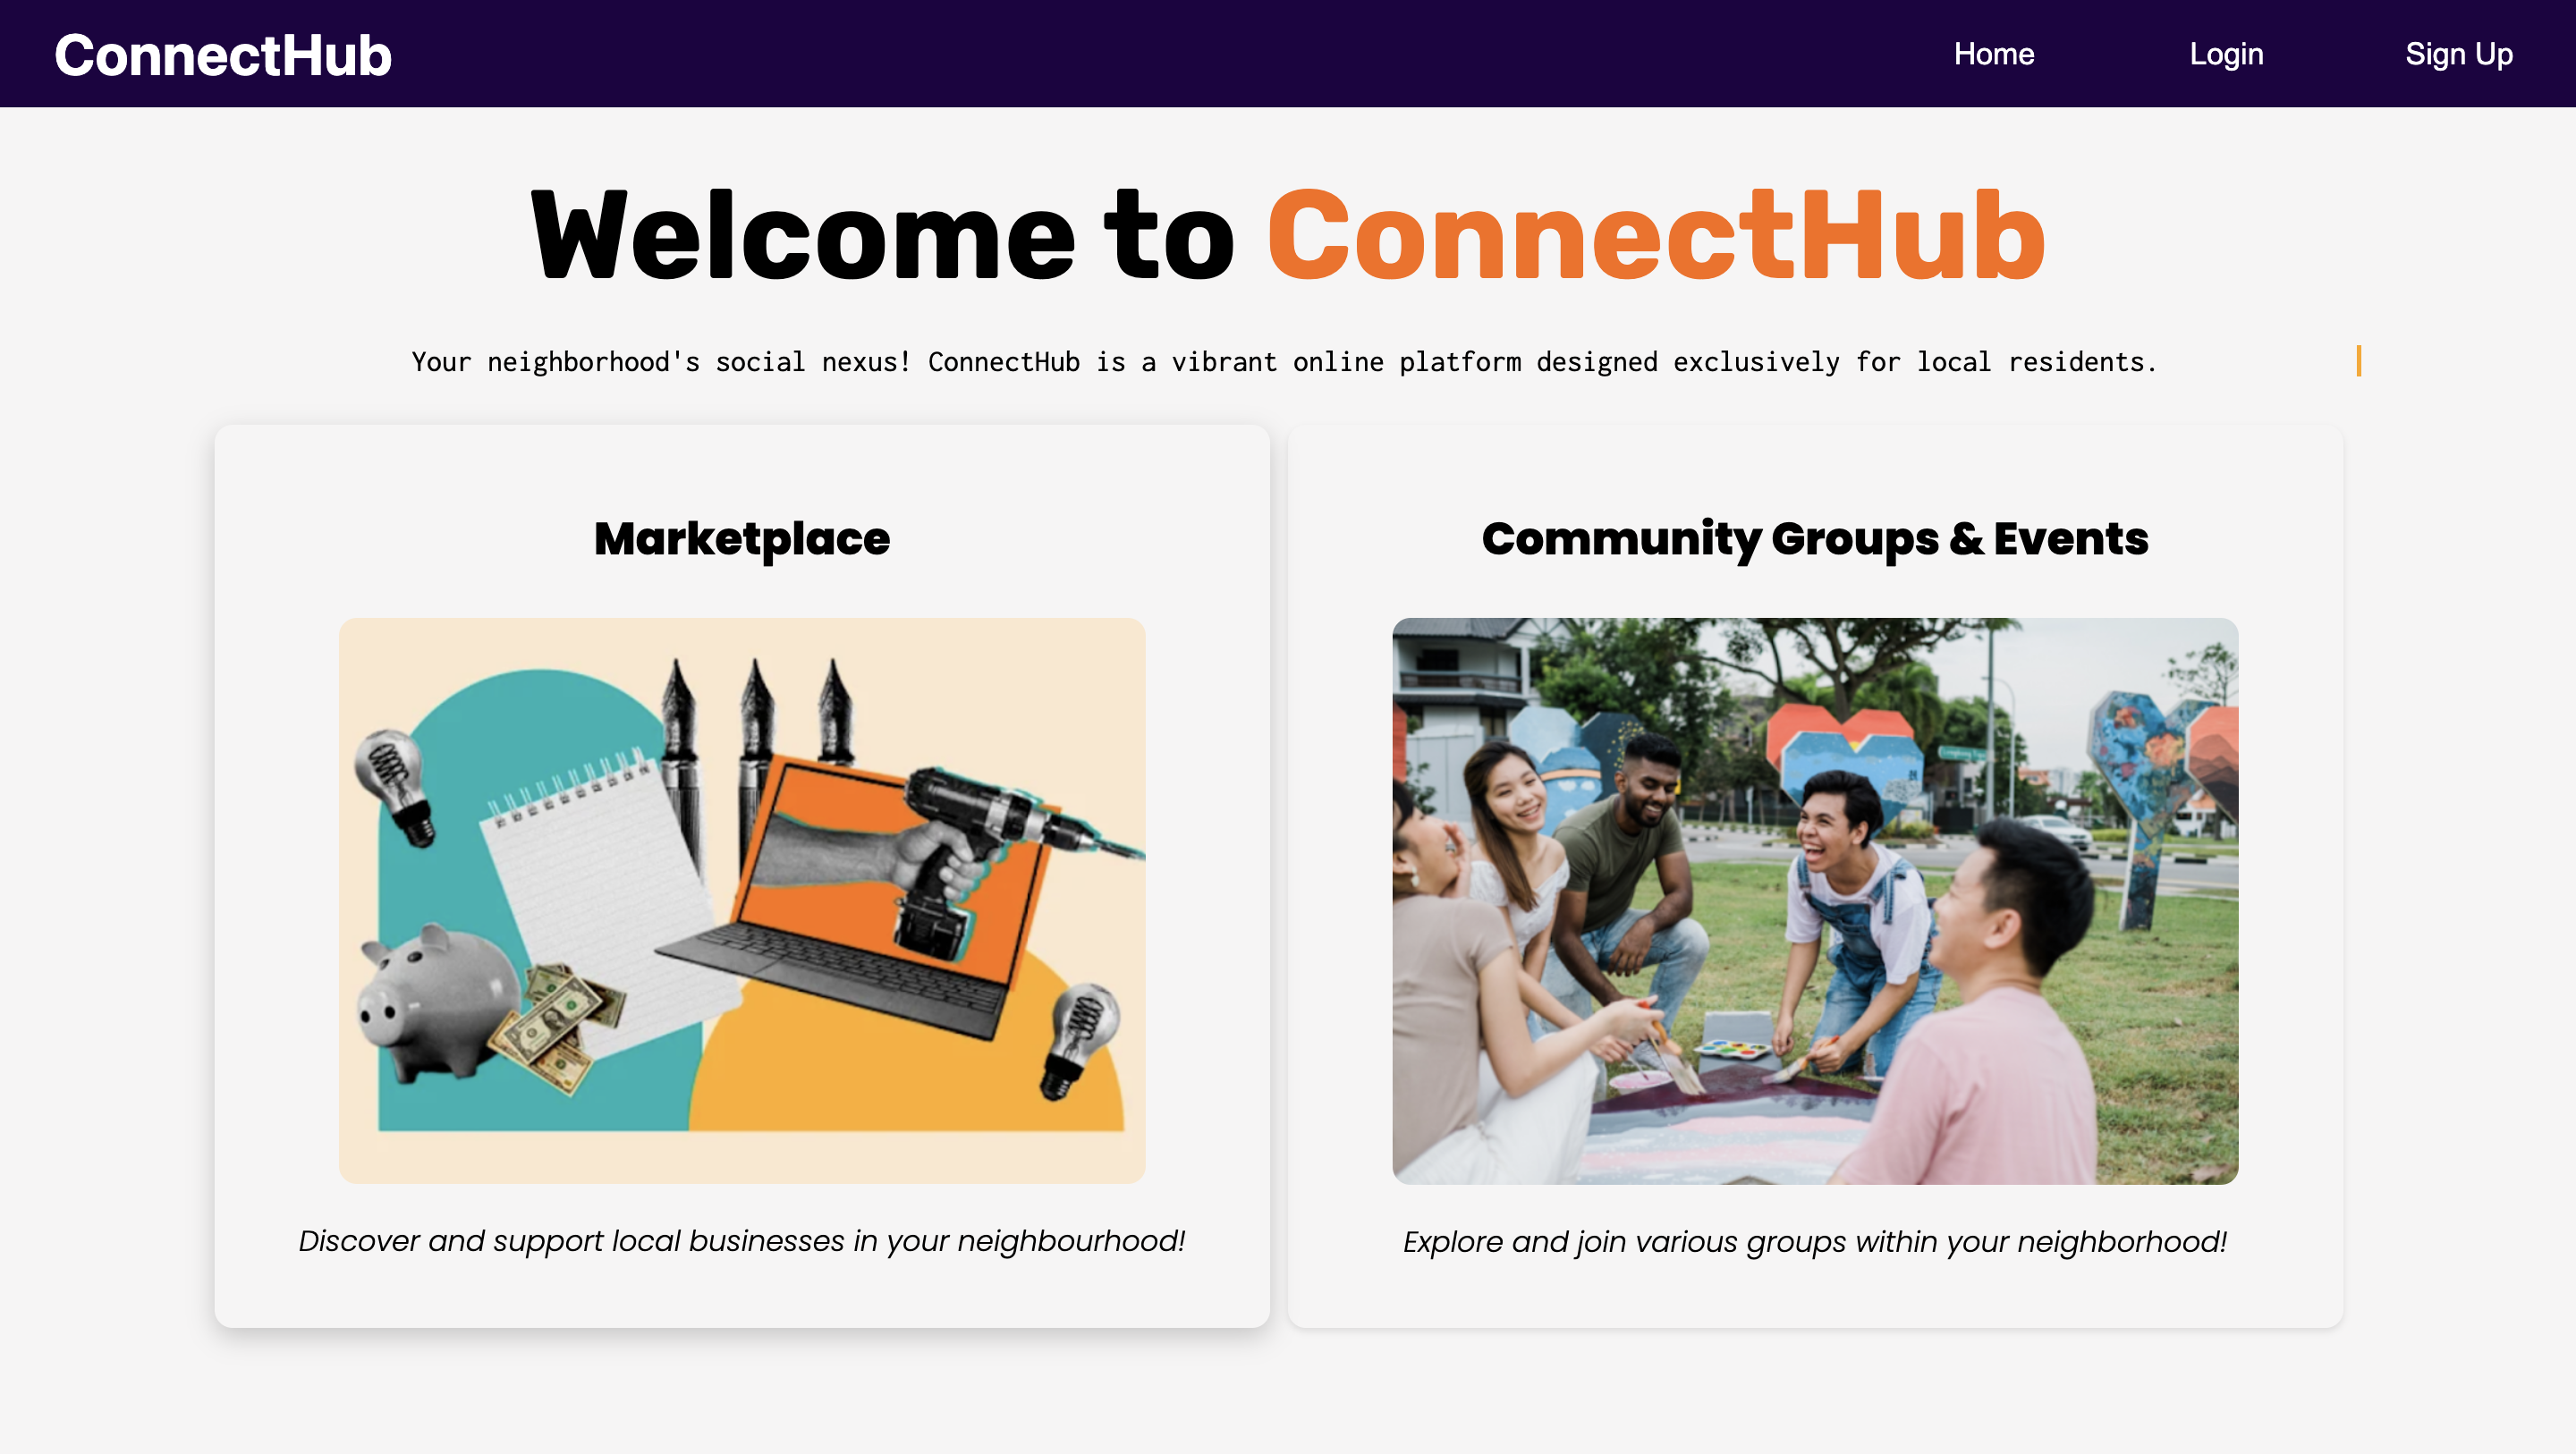 ConnectHub
Home
Login
Sign Up
Welcome to ConnectHub
Your neighborhood's social nexus! ConnectHub is a vibrant online platform designed exclusively for local residents.
Marketplace
Community Groups & Events
Discover and support local businesses in your neighbourhood!
Explore and join various groups within your neighborhood!